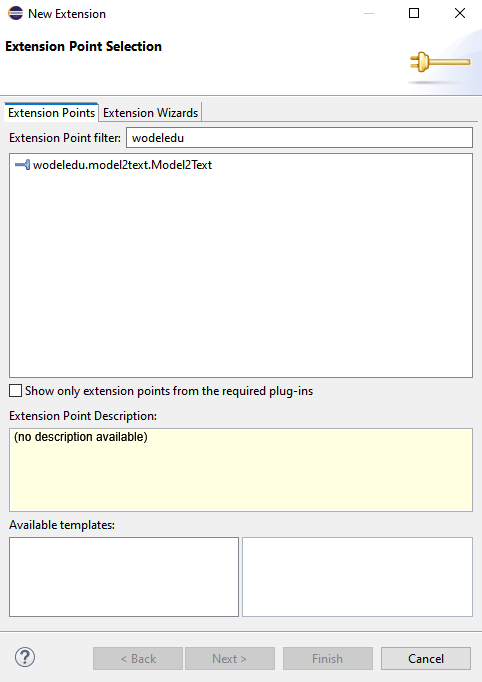 New Extension
Extension Point Selection
Extension Points Extension Wizards
Extension Point filter: wodeledu
wodeledu.model2text.Model2Text
Show only extension points from the required plug-ins
Extension Point Description:
(no description available)
Available templates:
? < Back Next > Finish Cancel